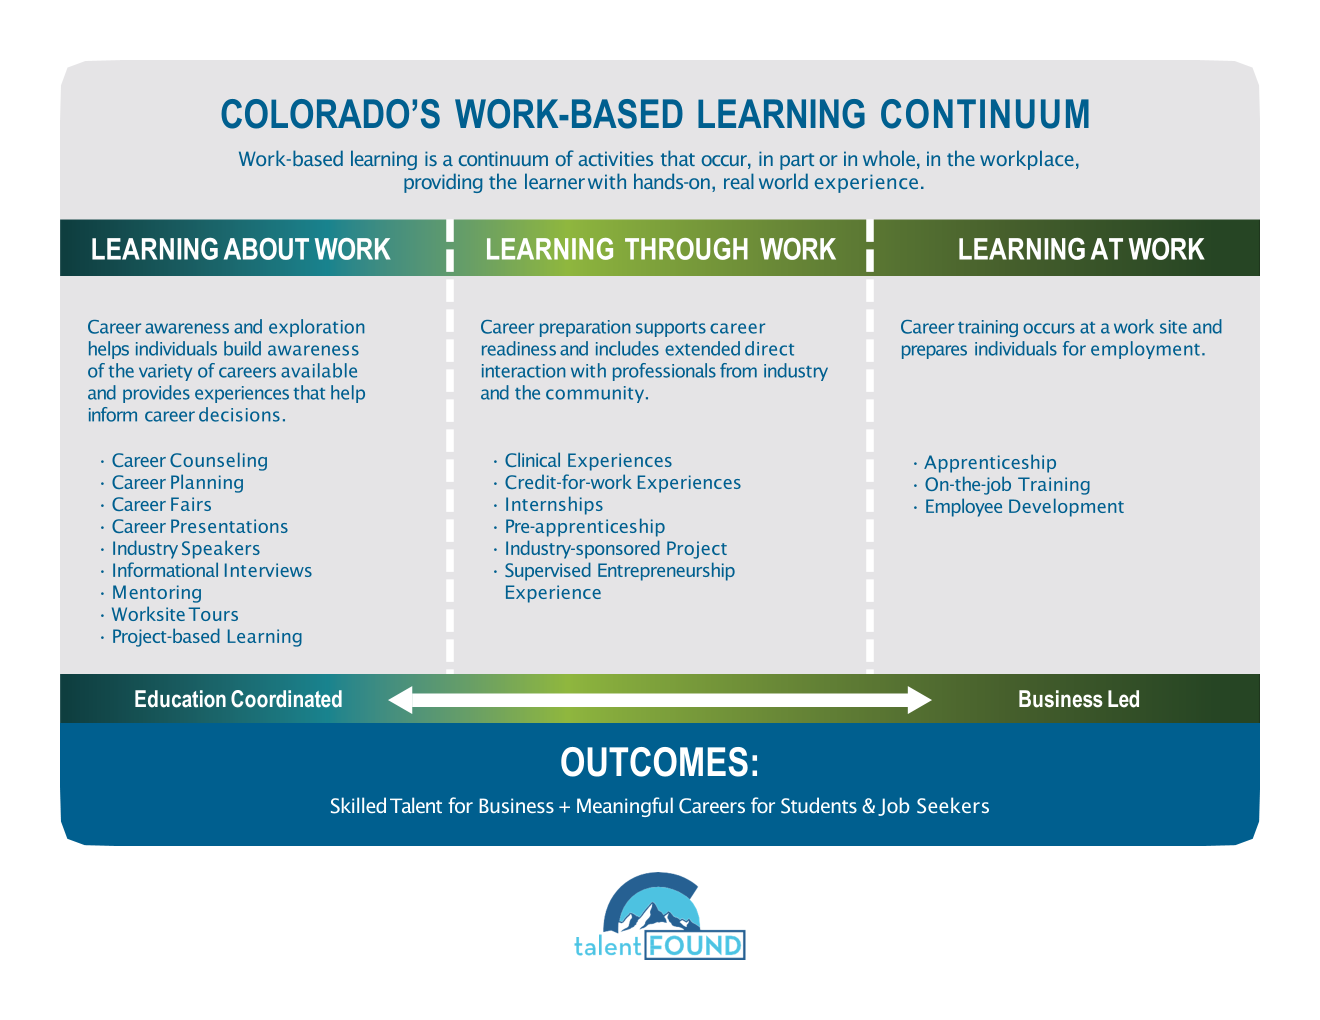 COLORADO’S WORK-BASED LEARNING CONTINUUM
Work-based learning is a continuum of activities that occur, in part or in whole, in the workplace,
providing the learner with hands-on, real world experience.
LEARNING ABOUT WORK
Career awareness and exploration
helps individuals build awareness
of the variety of careers available
and provides experiences that help
inform career decisions.
· Career Counseling
· Career Planning
· Career Fairs
· Career Presentations
· Industry Speakers
· Informational Interviews
· Mentoring
· Worksite Tours
· Project-based Learning
LEARNING THROUGH WORK
Career preparation supports career
readiness and includes extended direct
interaction with professionals from industry
and the community.
· Clinical Experiences
· Credit-for-work Experiences
· Internships
· Pre-apprenticeship
· Industry-sponsored Project
· Supervised Entrepreneurship
Experience
LEARNING AT WORK
Career training occurs at a work site and
prepares individuals for employment.
· Apprenticeship
· On-the-job Training
· Employee Development
Education Coordinated
Business Led
OUTCOMES:
Skilled Talent for Business + Meaningful Careers for Students & Job Seekers
talent FOUND